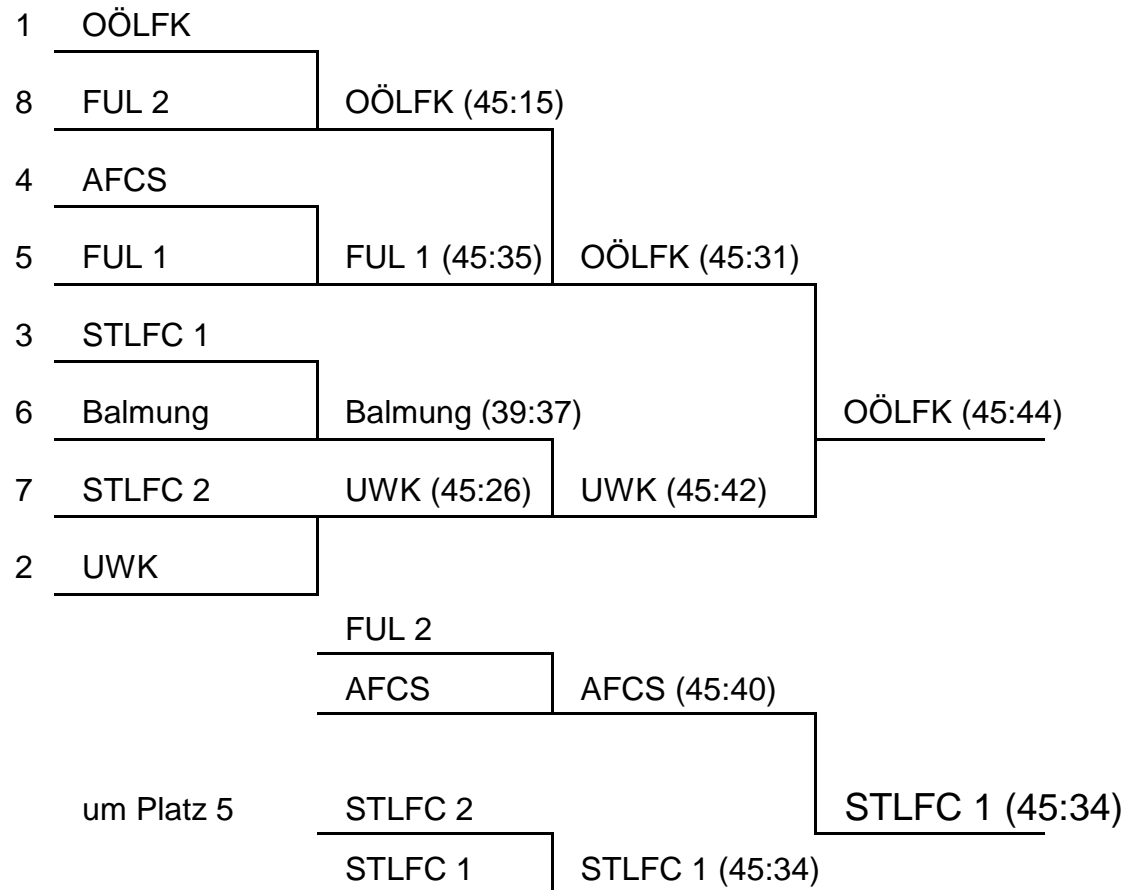 1 OÖLFK
8 FUL 2 OÖLFK (45:15)
4 AFCS
5 FUL 1 FUL 1 (45:35) OÖLFK (45:31)
3 STLFC 1
6 Balmung Balmung (39:37) OÖLFK (45:44)
7 STLFC 2 UWK (45:26) UWK (45:42)
2 UWK
FUL 2
AFCS AFCS (45:40)
um Platz 5 STLFC 2 STLFC 1 (45:34)
STLFC 1 STLFC 1 (45:34)